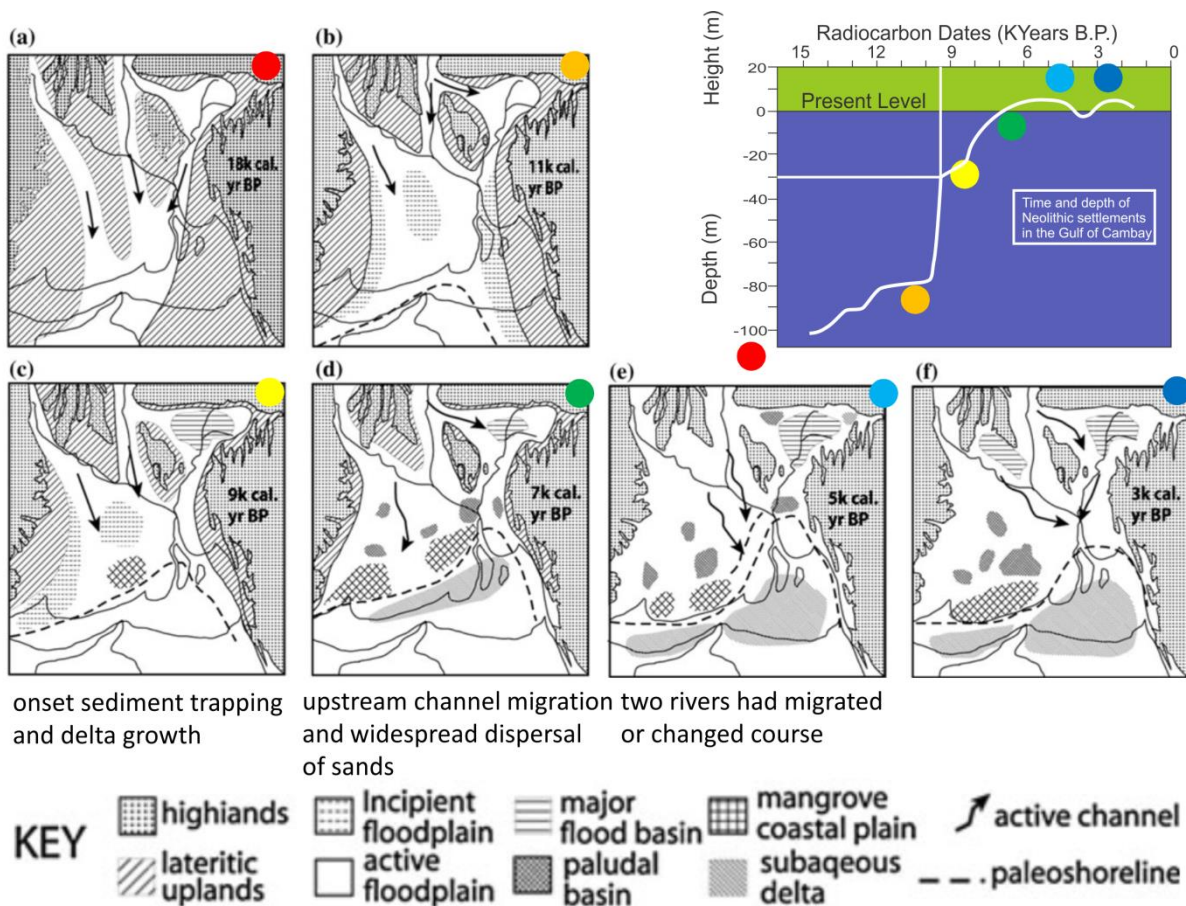 (a)
18k cal.
yr BP
(b)
11k cal.
yr BP
Radiocarbon Dates (KYears B.P.)
15 12 9 6 3 0
Height (m)
Depth (m)
20
0
-20
-40
-60
-80
-100
Present Level
Time and depth of
Neolithic settlements
in the Gulf of Cambay
(c)
9k cal.
yr BP
(d)
7k cal.
yr BP
(e)
5k cal.
yr BP
(f)
3k cal.
yr BP
onset sediment trapping
and delta growth
upstream channel migration
and widespread dispersal
of sands
two rivers had migrated
or changed course
KEY
highlands
lateritic
uplands
Incipient
floodplain
active
floodplain
major
flood basin
paludal
basin
mangrove
coastal plain
subaqeous
delta
active channel
paleoshoreline